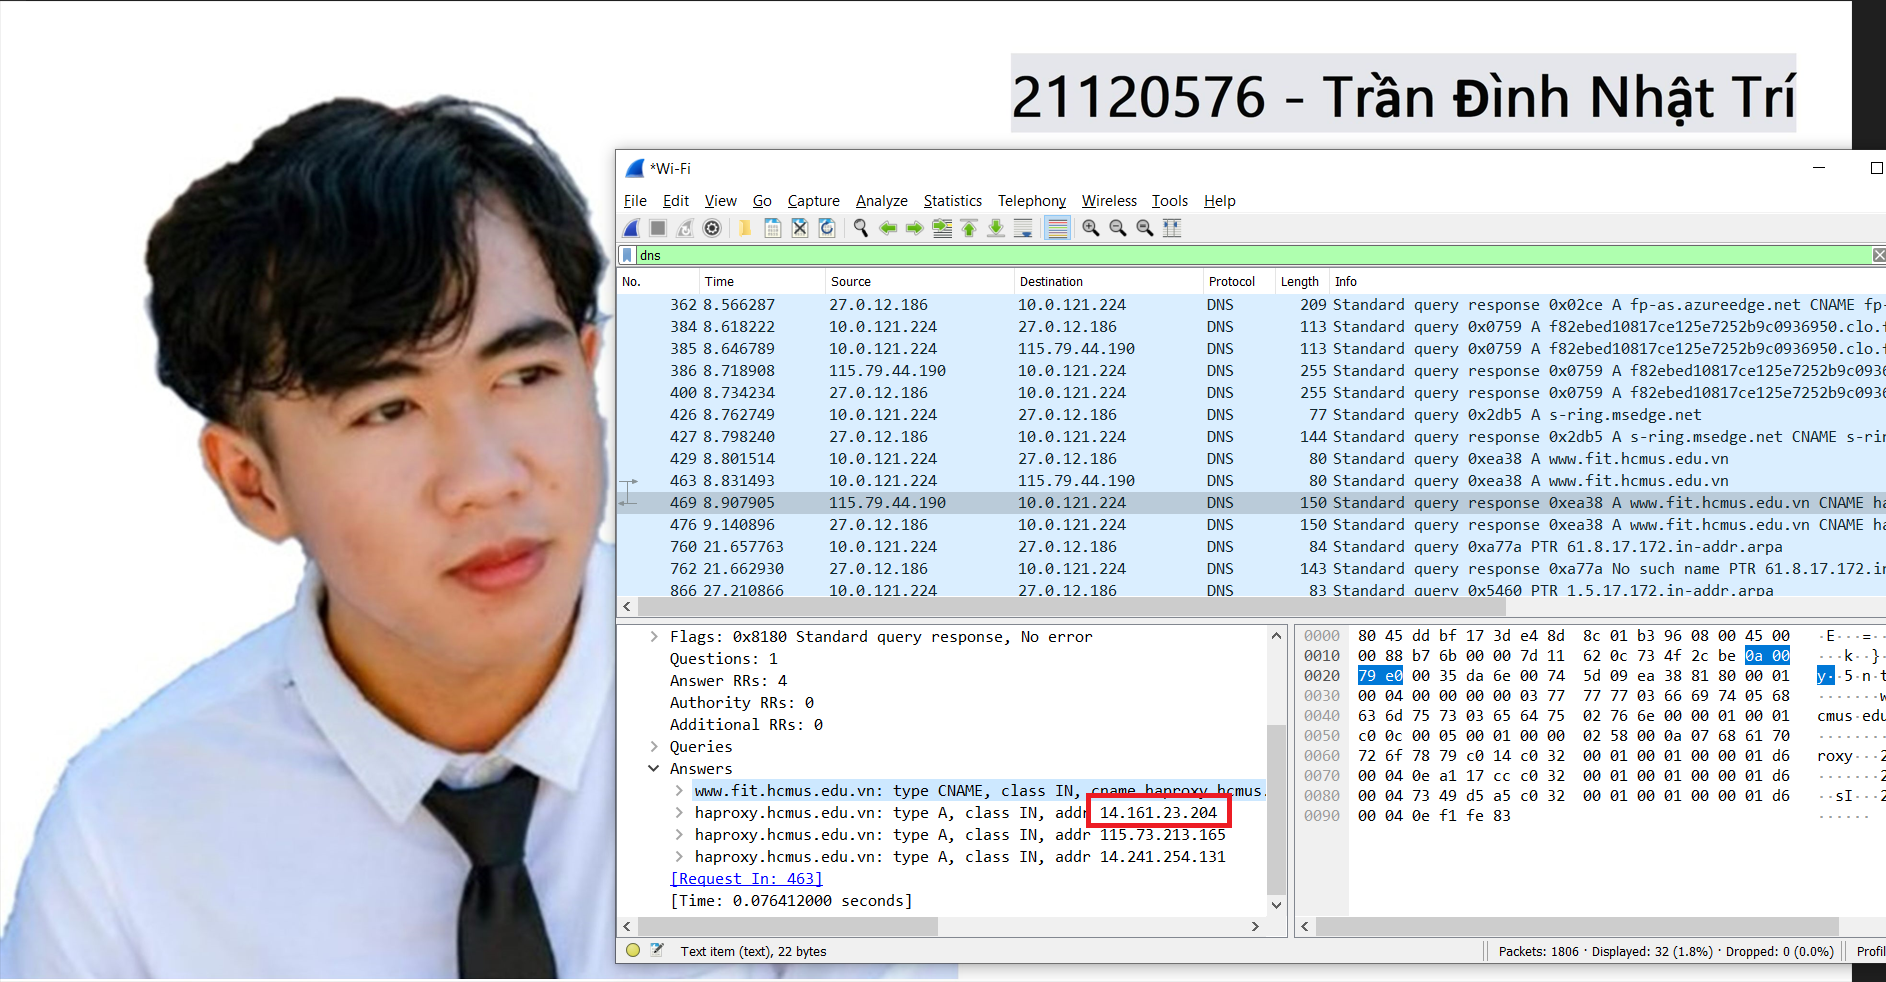 21120576 - Trần Đình Nhật Trí
*Wi-Fi
File Edit View Go Capture Analyze Statistics Telephony Wireless Tools Help
dns
No. Time Source Destination Protocol Length Info
362 8.566287 27.0.12.186 10.0.121.224 DNS 209 Standard query response 0x02ce A fp-as.azureedge.net CNAME fp-
384 8.618222 10.0.121.224 27.0.12.186 DNS 113 Standard query 0x0759 A f82ebed10817ce125e7252b9c0936950.clo.f
385 8.646789 10.0.121.224 115.79.44.190 DNS 113 Standard query 0x0759 A f82ebed10817ce125e7252b9c0936950.clo.f
386 8.718908 115.79.44.190 10.0.121.224 DNS 255 Standard query response 0x0759 A f82ebed10817ce125e7252b9c0936
400 8.734234 27.0.12.186 10.0.121.224 DNS 255 Standard query response 0x0759 A f82ebed10817ce125e7252b9c0936
426 8.762749 10.0.121.224 27.0.12.186 DNS 77 Standard query 0x2db5 A s-ring.msedge.net
427 8.798240 27.0.12.186 10.0.121.224 DNS 144 Standard query response 0x2db5 A s-ring.msedge.net CNAME s-rin
429 8.801514 10.0.121.224 27.0.12.186 DNS 80 Standard query 0xea38 A www.fit.hcmus.edu.vn
463 8.831493 10.0.121.224 115.79.44.190 DNS 80 Standard query 0xea38 A www.fit.hcmus.edu.vn
469 8.907905 115.79.44.190 10.0.121.224 DNS 150 Standard query response 0xea38 A www.fit.hcmus.edu.vn CNAME ha
476 9.140896 27.0.12.186 10.0.121.224 DNS 150 Standard query response 0xea38 A www.fit.hcmus.edu.vn CNAME ha
760 21.657763 10.0.121.224 27.0.12.186 DNS 84 Standard query 0xa77a PTR 61.8.17.172.in-addr.arpa
762 21.662930 27.0.12.186 10.0.121.224 DNS 143 Standard query response 0xa77a No such name PTR 61.8.17.172.in
866 27.210866 10.0.121.224 27.0.12.186 DNS 83 Standard query 0x5460 PTR 1.5.17.172.in-addr.arpa
Flags: 0x8180 Standard query response, No error
Questions: 1
Answer RRs: 4
Authority RRs: 0
Additional RRs: 0
Queries
Answers
www.fit.hcmus.edu.vn: type CNAME, class IN, cname haproxy.hcmus.
haproxy.hcmus.edu.vn: type A, class IN, addr 14.161.23.204
haproxy.hcmus.edu.vn: type A, class IN, addr 115.73.213.165
haproxy.hcmus.edu.vn: type A, class IN, addr 14.241.254.131
[Request In: 463]
[Time: 0.076412000 seconds]
0000 80 45 dd bf 17 3d e4 8d 8c 01 b3 96 08 00 45 00 ·E···=·
0010 00 88 b7 6b 00 00 7d 11 62 0c 73 4f 2c be 0a 00 ···k··}·
0020 79 e0 00 35 da 6e 00 74 5d 09 ea 38 81 80 00 01 y··5·n·t
0030 00 04 00 00 00 00 03 77 77 77 03 66 69 74 05 68 ·······w
0040 63 6d 75 73 03 65 64 75 02 76 6e 00 00 01 00 01 cmus·edu
0050 c0 0c 00 05 00 01 00 00 02 58 00 0a 07 68 61 70 ········
0060 72 6f 78 79 c0 14 c0 32 00 01 00 01 00 00 01 d6 roxy···2
0070 00 04 0e a1 17 cc c0 32 00 01 00 01 00 00 01 d6 ·······2
0080 00 04 73 49 d5 a5 c0 32 00 01 00 01 00 00 01 d6 ··sI···2
0090 00 04 0e f1 fe 83 ······
Text item (text), 22 bytes
Packets: 1806 · Displayed: 32 (1.8%) · Dropped: 0 (0.0%)
Profil